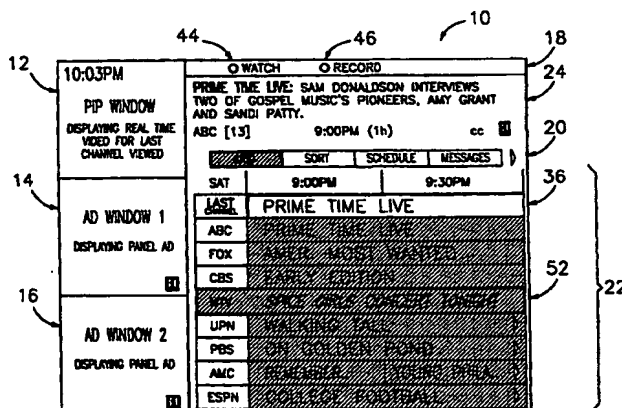 10
44
46
12
18
10:03PM
WATCH
RECORD
24
PRIME TIME LIVE: SAM DONALDSON INTERVIEWS
TWO OF GOSPEL MUSIC'S PIONEERS, AMY GRANT
AND SANDI PATTY.
PIP WINDOW
DISPLAYING REAL TIME
VIDEO FOR LAST
CHANNEL VIEWED
ABC [13] 9:00PM (1h) cc
20
SORT SCHEDULE MESSAGES
14
SAT 9:00PM 9:30PM
36
LAST
CHANNEL
PRIME TIME LIVE
AD WINDOW 1
DISPLAYING PANEL AD
ABC PRIME TIME LIVE
FOX AMER. MOST WANTED
CBS EARLY EDITION
52
22
16
MTV SPICE GIRLS CONCERT TONIGHT
AD WINDOW 2
DISPLAYING PANEL AD
UPN WALKING TALL
PBS ON GOLDEN POND
AMC REMEMBER... YOUNG PHILA.
ESPN COLLEGE FOOTBALL